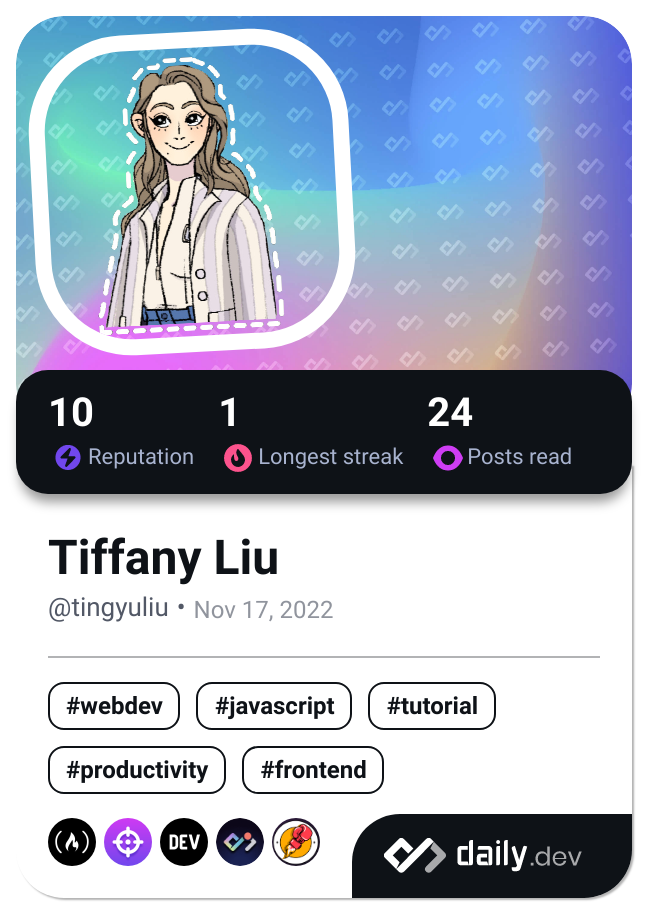 10 1 24
Reputation Longest streak Posts read
Tiffany Liu
@tingyuliu • Nov 17, 2022
#webdev #javascript #tutorial
#productivity #frontend
DEV
daily.dev